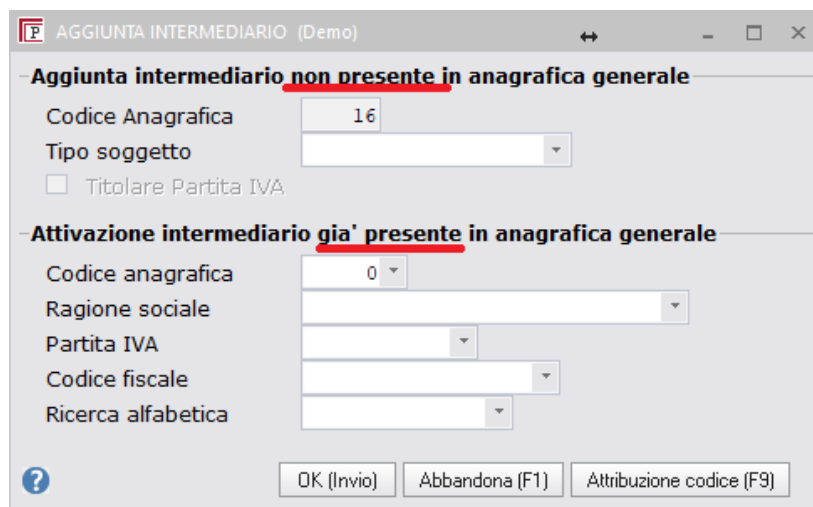 P AGGIUNTA INTERMEDIARIO (Demo)
Aggiunta intermediario non presente in anagrafica generale
Codice Anagrafica 16
Tipo soggetto
Titolare Partita IVA
Attivazione intermediario gia' presente in anagrafica generale
Codice anagrafica 0
Ragione sociale
Partita IVA
Codice fiscale
Ricerca alfabetica
? OK (Invio) Abbandona (F1) Attribuzione codice (F9)